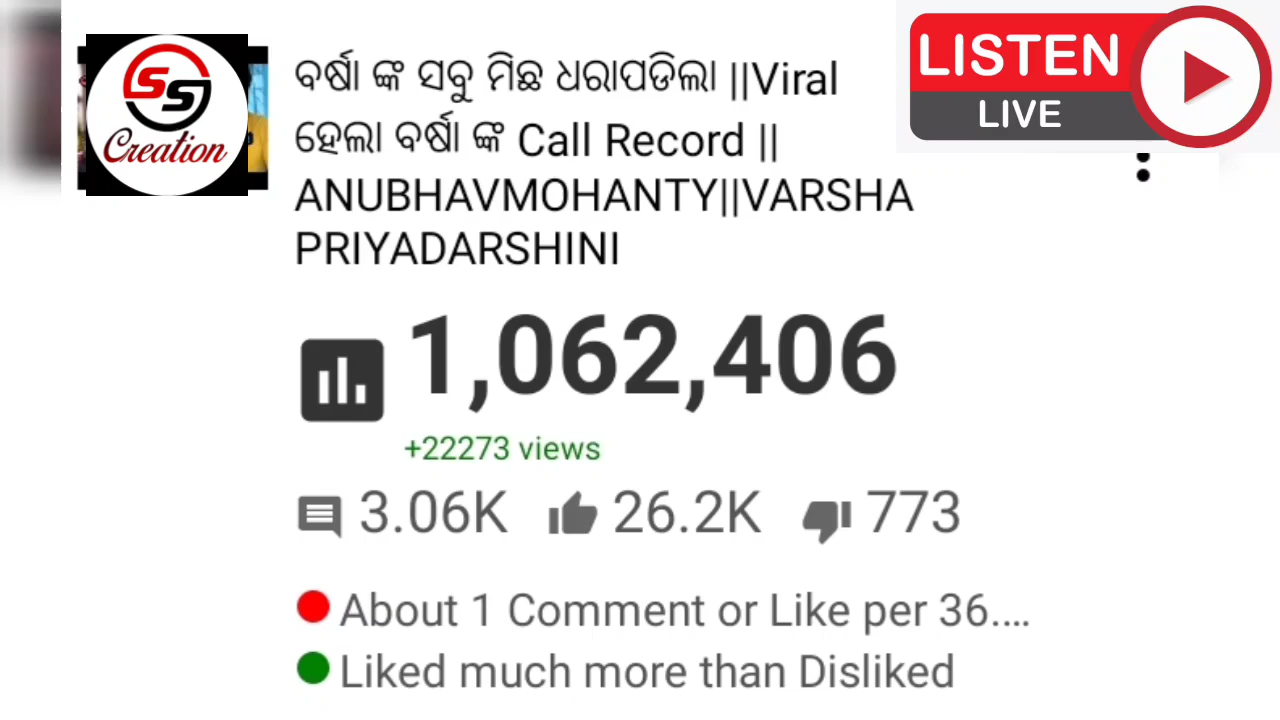 SS
Creation
ବର୍ଷା ଙ୍କ ସବୁ ମିଛ ଧରାପଡିଲା ||Viral
ହେଲା ବର୍ଷା ଙ୍କ Call Record ||
ANUBHAVMOHANTY||VARSHA
PRIYADARSHINI
LISTEN
LIVE
1,062,406
+22273 views
3.06K 26.2K 773
About 1 Comment or Like per 36....
Liked much more than Disliked